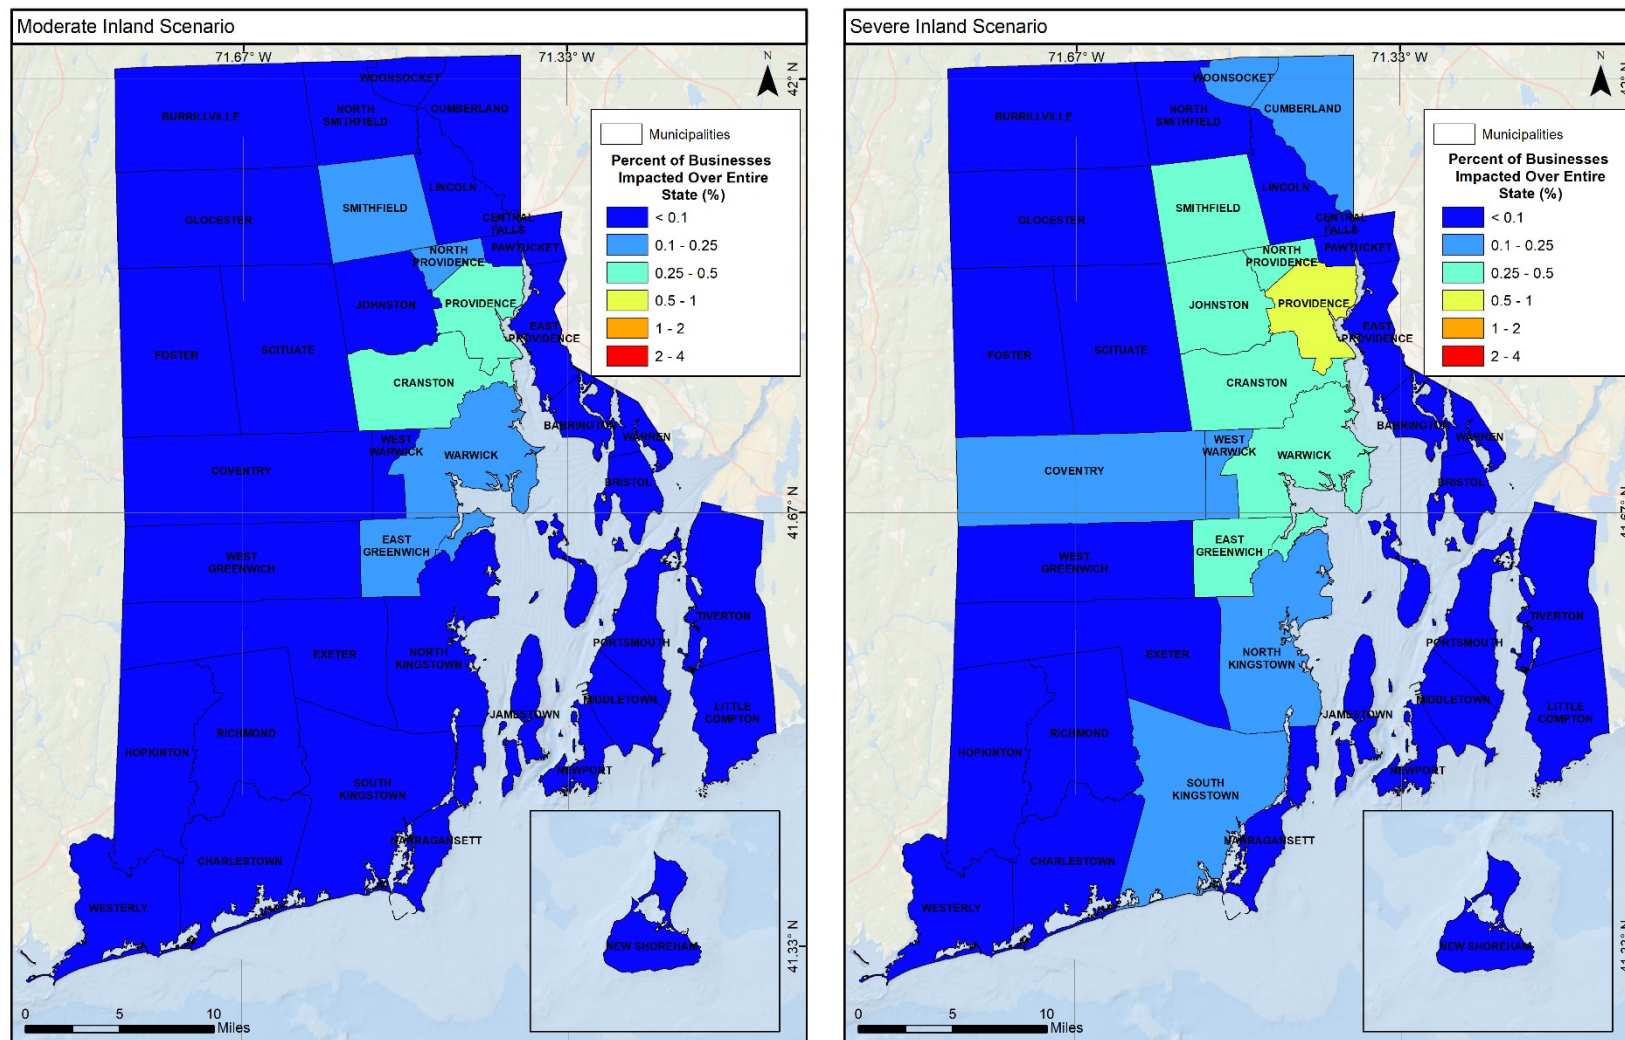 Moderate Inland Scenario
71.67° W
71.33° W
N
42° N
WOONSOCKET
CUMBERLAND
BURRILLVILLE
NORTH
SMITHFIELD
Municipalities
Percent of Businesses
Impacted Over Entire
State (%)
< 0.1
0.1 - 0.25
0.25 - 0.5
0.5 - 1
1 - 2
2 - 4
LINCOLN
SMITHFIELD
GLOCESTER
CENTRAL
FALLS
PAWTUCKET
NORTH
PROVIDENCE
JOHNSTON
PROVIDENCE
EAST
PROVIDENCE
FOSTER
SCITUATE
CRANSTON
BARRINGTON
WARREN
WEST
WARWICK
WARWICK
COVENTRY
BRISTOL
41.67° N
EAST
GREENWICH
WEST
GREENWICH
TIVERTON
PORTSMOUTH
EXETER
NORTH
KINGSTOWN
MIDDLETOWN
LITTLE
COMPTON
JAMESTOWN
RICHMOND
HOPKINTON
NEWPORT
SOUTH
KINGSTOWN
NARRAGANSETT
CHARLESTOWN
WESTERLY
NEW SHOREHAM
41.33° N
0 5 10
Miles
Severe Inland Scenario
71.67° W
71.33° W
N
42° N
WOONSOCKET
CUMBERLAND
BURRILLVILLE
NORTH
SMITHFIELD
Municipalities
Percent of Businesses
Impacted Over Entire
State (%)
< 0.1
0.1 - 0.25
0.25 - 0.5
0.5 - 1
1 - 2
2 - 4
LINCOLN
SMITHFIELD
GLOCESTER
CENTRAL
FALLS
PAWTUCKET
NORTH
PROVIDENCE
JOHNSTON
PROVIDENCE
EAST
PROVIDENCE
FOSTER
SCITUATE
CRANSTON
BARRINGTON
WARREN
WEST
WARWICK
WARWICK
COVENTRY
BRISTOL
41.67° N
EAST
GREENWICH
WEST
GREENWICH
TIVERTON
PORTSMOUTH
EXETER
NORTH
KINGSTOWN
MIDDLETOWN
LITTLE
COMPTON
JAMESTOWN
RICHMOND
HOPKINTON
NEWPORT
SOUTH
KINGSTOWN
NARRAGANSETT
CHARLESTOWN
WESTERLY
NEW SHOREHAM
41.33° N
0 5 10
Miles